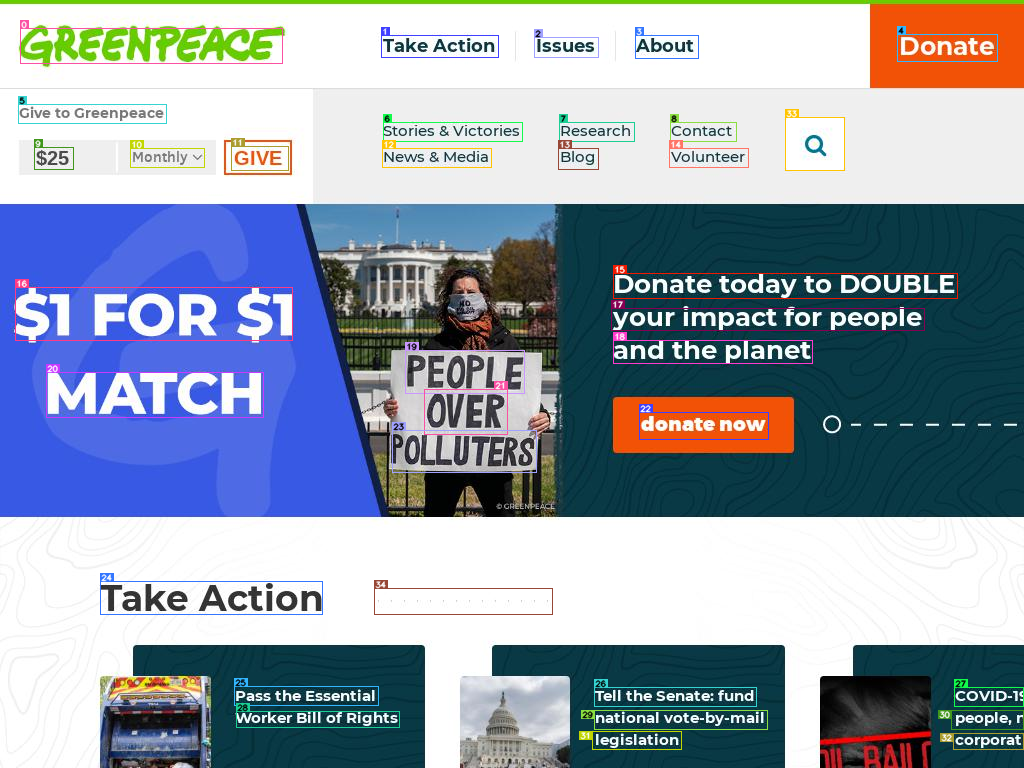 GREENPEACE
Take Action
Issues
About
Donate
Give to Greenpeace
$25
Monthly
GIVE
Stories & Victories
Research
Contact
News & Media
Blog
Volunteer
$1 FOR $1
MATCH
PEOPLE
OVER
POLLUTERS
© GREENPEACE
Donate today to DOUBLE
your impact for people
and the planet
donate now
Take Action
Pass the Essential
Worker Bill of Rights
Tell the Senate: fund
national vote-by-mail
legislation
COVID-19
people,
corporat